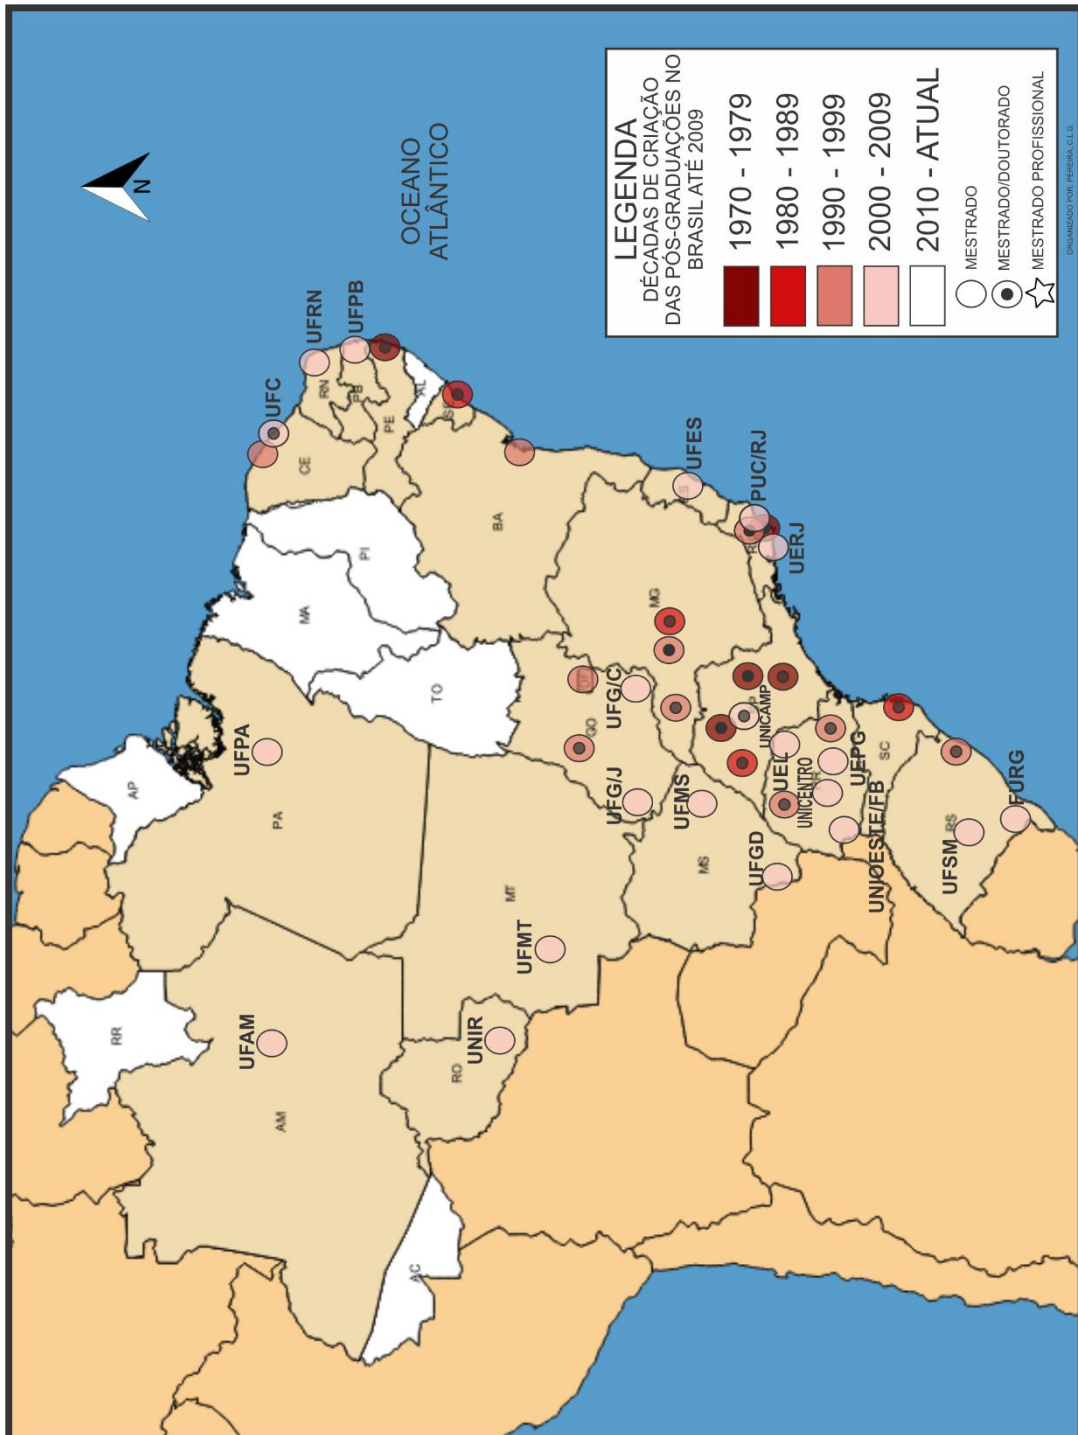 N
OCEANO
ATLÂNTICO
LEGENDA
DÉCADAS DE CRIAÇÃO
DAS PÓS-GRADUAÇÕES NO
BRASIL ATÉ 2009
1970 - 1979
1980 - 1989
1990 - 1999
2000 - 2009
2010 - ATUAL
MESTRADO
MESTRADO/DOUTORADO
MESTRADO PROFISSIONAL
ORGANIZADO POR: PEREIRA, C.L.G.
RR
AP
UFAM
AM
UFPA
PA
MA
PI
UFC
CE
UFRN
RN
UFPB
PB
PE
AL
SE
AC
UNIR
RO
UFMT
MT
TO
BA
DF
GO
UFG/C
UFG/J
MG
UFMS
MS
UFES
ES
PUC/RJ
UERJ
SP
UNICAMP
UFGD
UEL
UNICENTRO
PR
UEPG
UNIOESTE/FB
SC
UFSM
RS
FURG